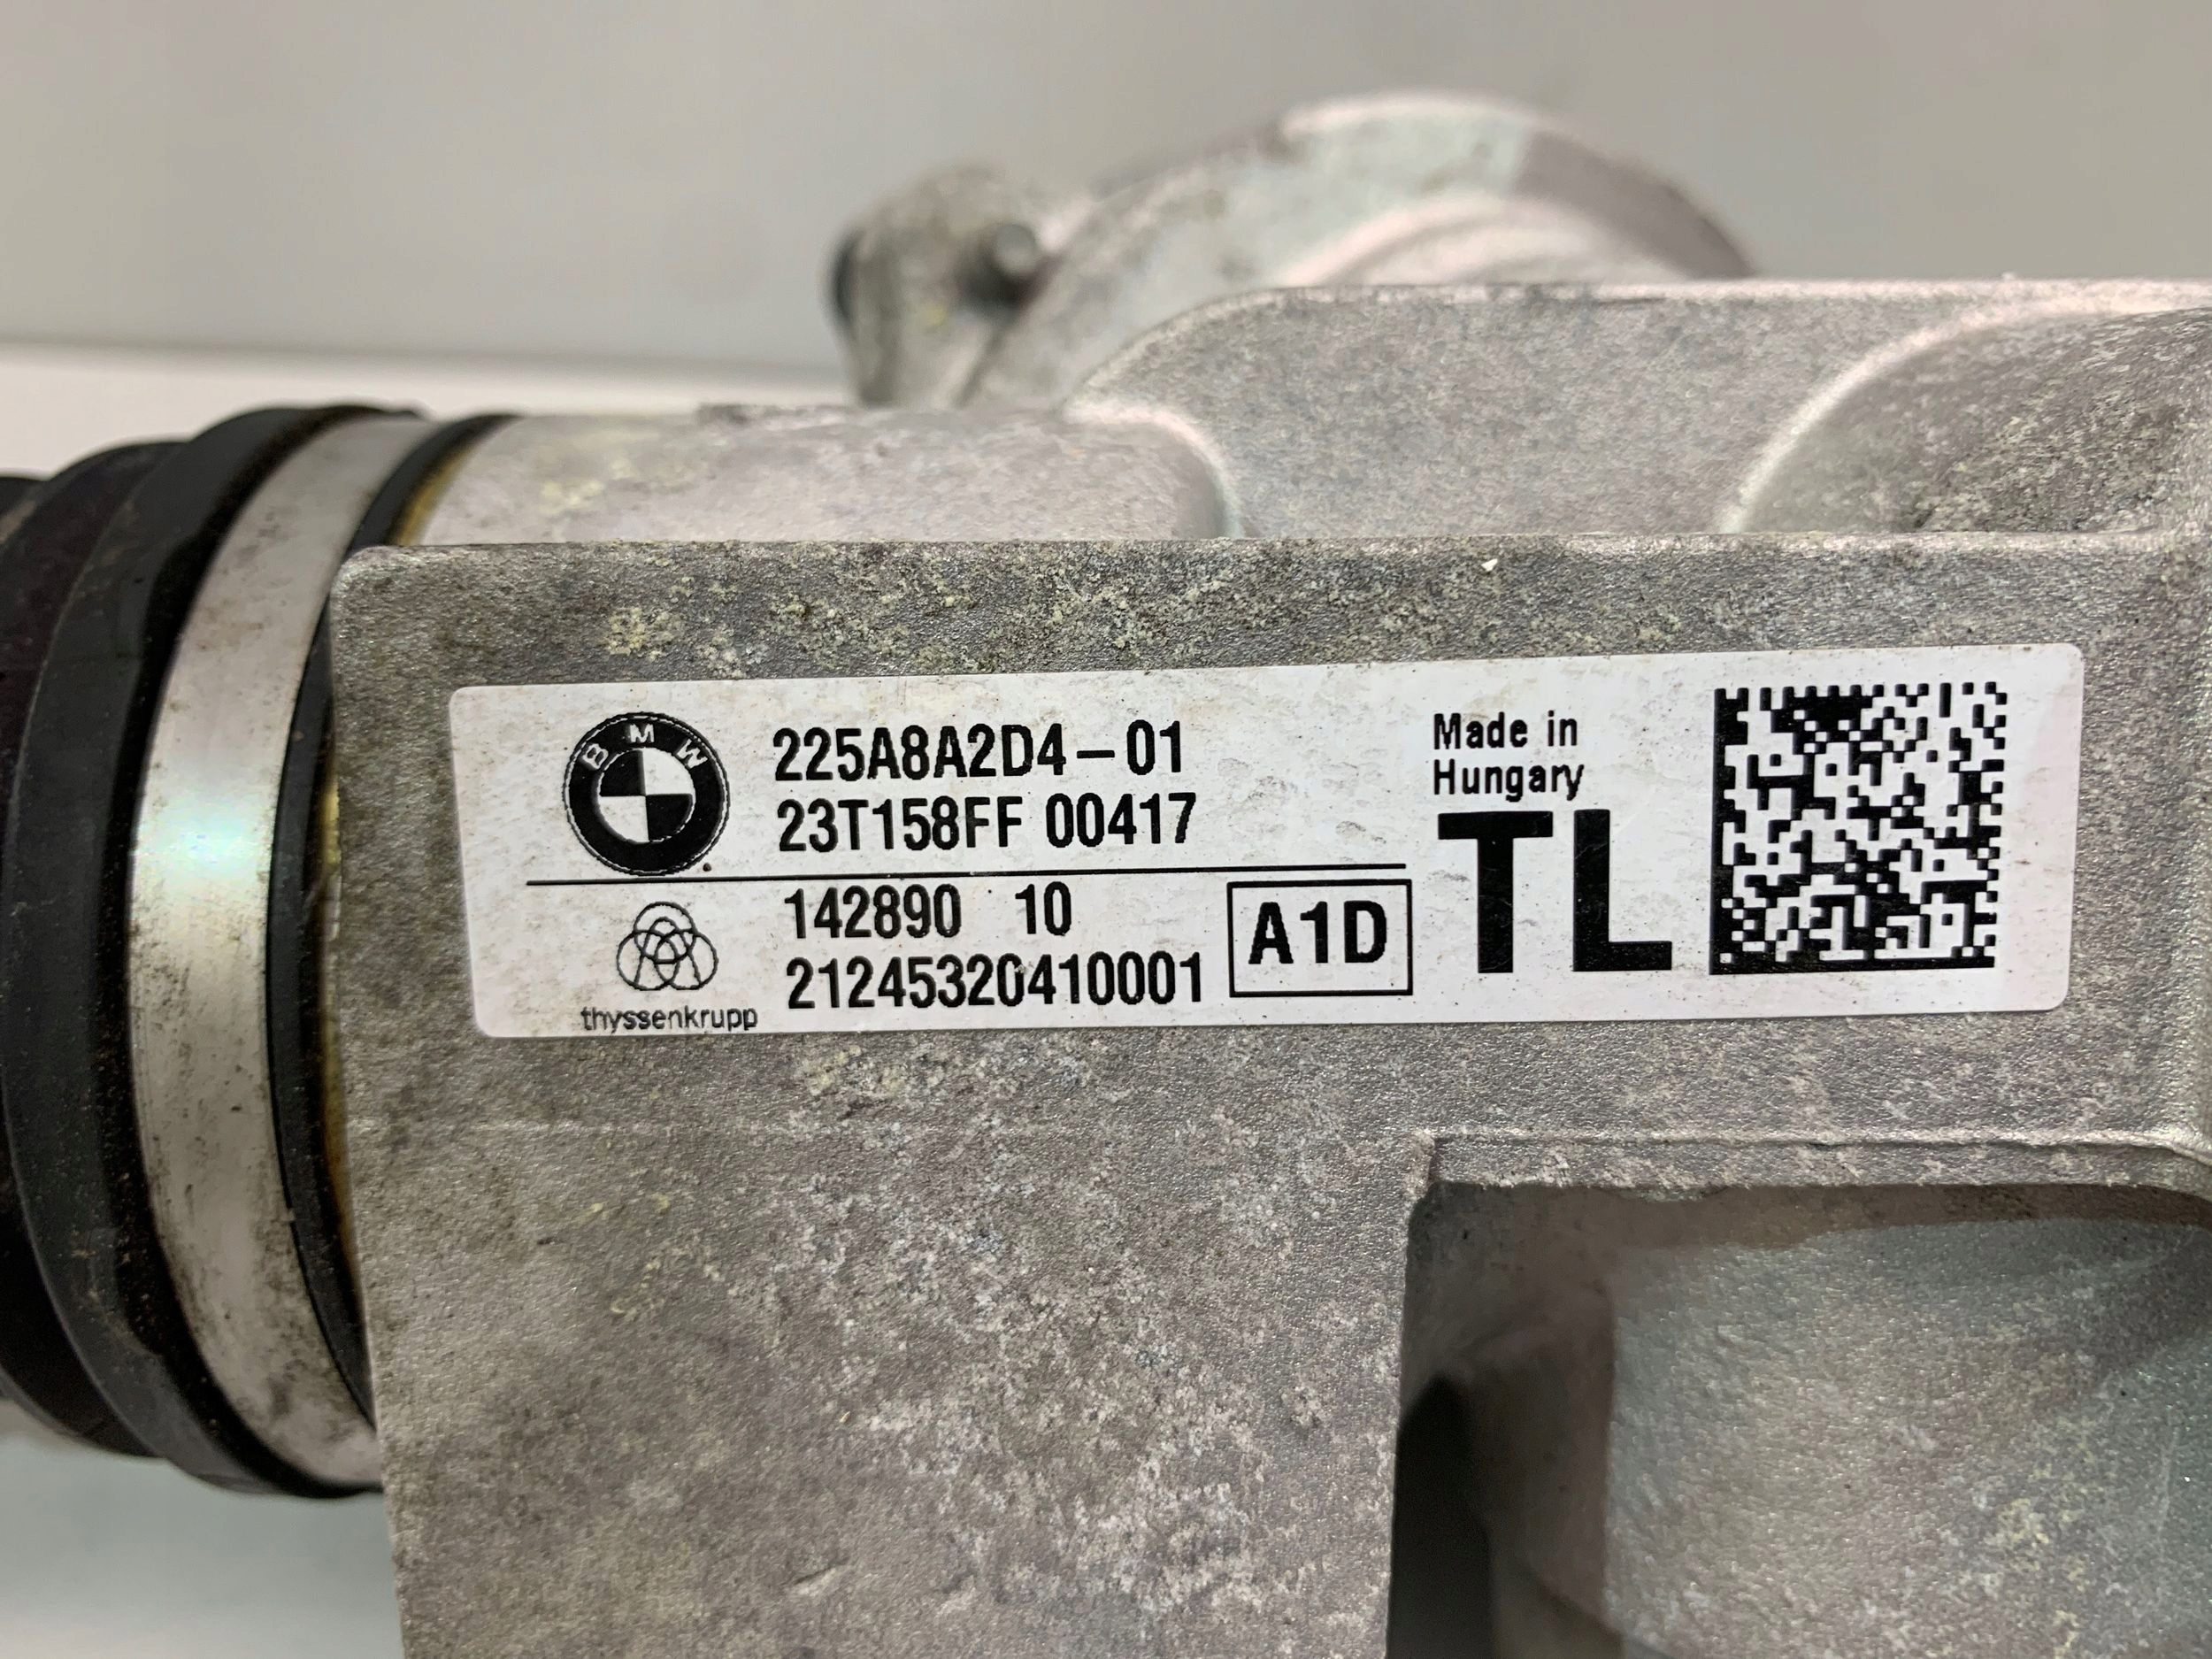 BMW
225A8A2D4-01
23T158FF 00417
thyssenkrupp
142890 10
21245320410001
A1D
Made in
Hungary
TL